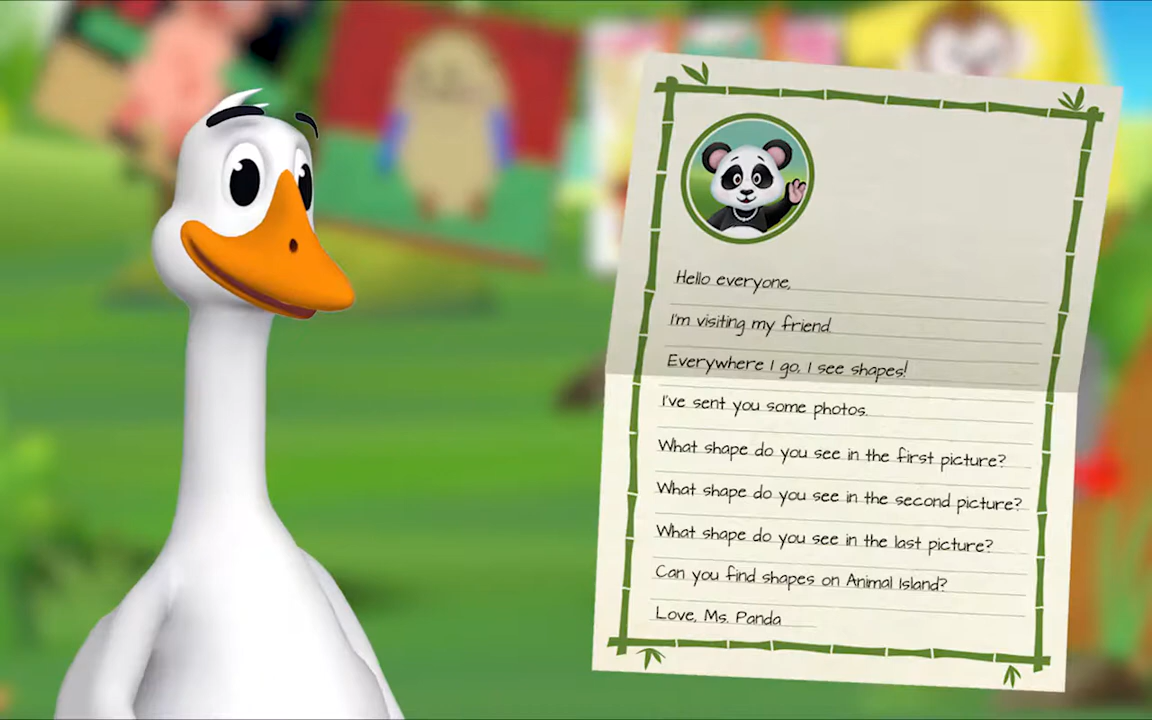 Hello everyone,
I'm visiting my friend.
Everywhere I go, I see shapes!
I've sent you some photos.
What shape do you see in the first picture?
What shape do you see in the second picture?
What shape do you see in the last picture?
Can you find shapes on Animal Island?
Love, Ms. Panda